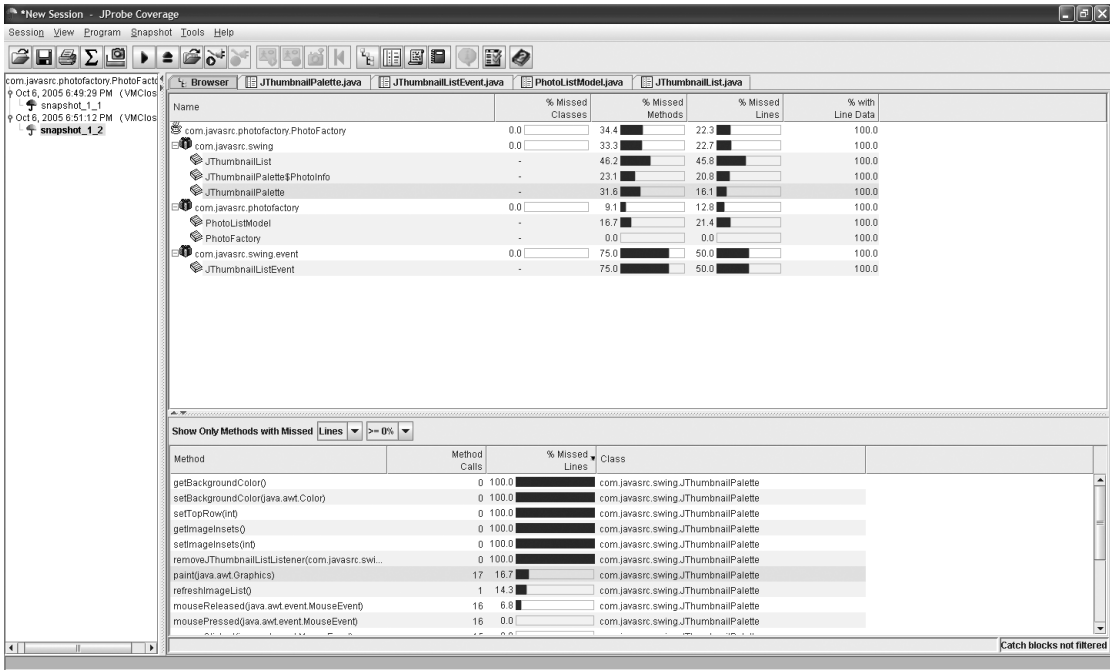 *New Session - JProbe Coverage
Session View Program Snapshot Tools Help
com.javasrc.photofactory.PhotoFacto
Oct 6, 2005 6:49:29 PM (VMClos
snapshot_1_1
Oct 6, 2005 6:51:12 PM (VMClos
snapshot_1_2
Browser JThumbnailPalette.java JThumbnailListEvent.java PhotoListModel.java JThumbnailList.java
Name % Missed Classes % Missed Methods % Missed Lines % with Line Data
com.javasrc.photofactory.PhotoFactory 0.0 34.4 22.3 100.0
com.javasrc.swing 0.0 33.3 22.7 100.0
JThumbnailList - 46.2 45.8 100.0
JThumbnailPalette$PhotoInfo - 23.1 20.8 100.0
JThumbnailPalette - 31.6 16.1 100.0
com.javasrc.photofactory 0.0 9.1 12.8 100.0
PhotoListModel - 16.7 21.4 100.0
PhotoFactory - 0.0 0.0 100.0
com.javasrc.swing.event 0.0 75.0 50.0 100.0
JThumbnailListEvent - 75.0 50.0 100.0
Show Only Methods with Missed Lines >= 0%
Method Method Calls % Missed Lines Class
getBackgroundColor() 0 100.0 com.javasrc.swing.JThumbnailPalette
setBackgroundColor(java.awt.Color) 0 100.0 com.javasrc.swing.JThumbnailPalette
setTopRow(int) 0 100.0 com.javasrc.swing.JThumbnailPalette
getImageInsets() 0 100.0 com.javasrc.swing.JThumbnailPalette
setImageInsets(int) 0 100.0 com.javasrc.swing.JThumbnailPalette
removeJThumbnailListListener(com.javasrc.swi... 0 100.0 com.javasrc.swing.JThumbnailPalette
paint(java.awt.Graphics) 17 16.7 com.javasrc.swing.JThumbnailPalette
refreshImageList() 1 14.3 com.javasrc.swing.JThumbnailPalette
mouseReleased(java.awt.event.MouseEvent) 16 6.8 com.javasrc.swing.JThumbnailPalette
mousePressed(java.awt.event.MouseEvent) 16 0.0 com.javasrc.swing.JThumbnailPalette
Catch blocks not filtered